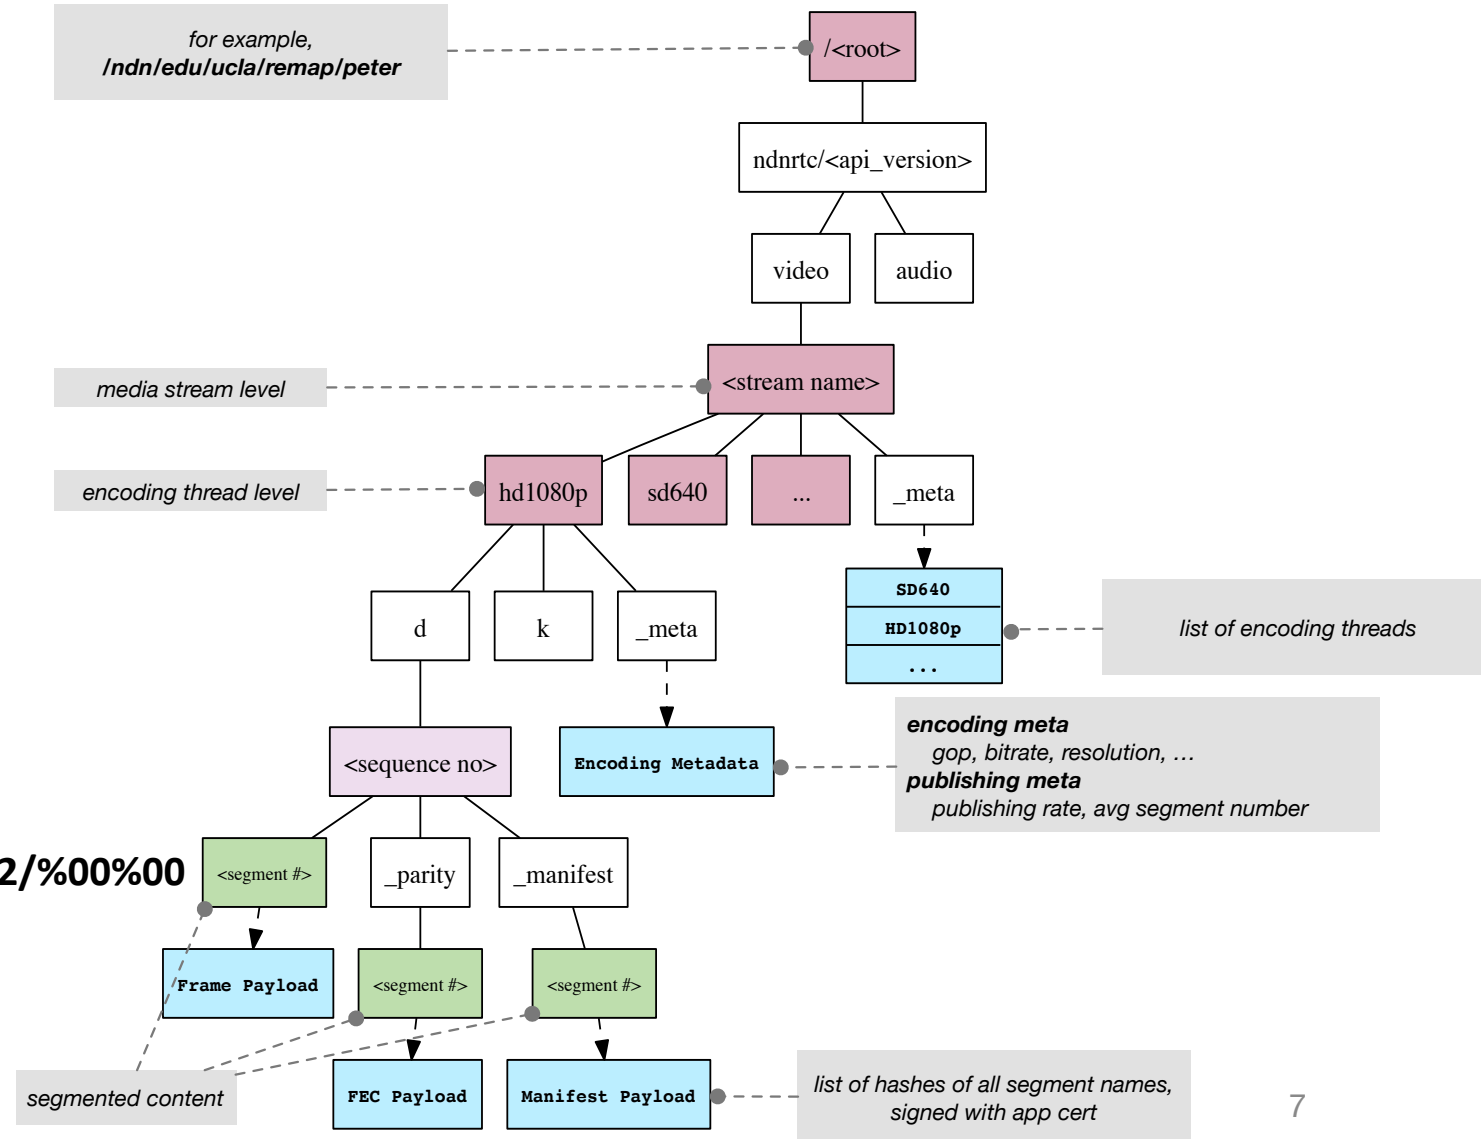 for example,
/ndn/edu/ucla/remap/peter
/<root>
ndnrtc/<api_version>
video
audio
media stream level
<stream name>
encoding thread level
hd1080p
sd640
...
_meta
SD640
HD1080p
...
list of encoding threads
d
k
_meta
<sequence no>
Encoding Metadata
encoding meta
gop, bitrate, resolution, …
publishing meta
publishing rate, avg segment number
2/%00%00
<segment #>
_parity
_manifest
Frame Payload
<segment #>
<segment #>
segmented content
FEC Payload
Manifest Payload
list of hashes of all segment names,
signed with app cert
7